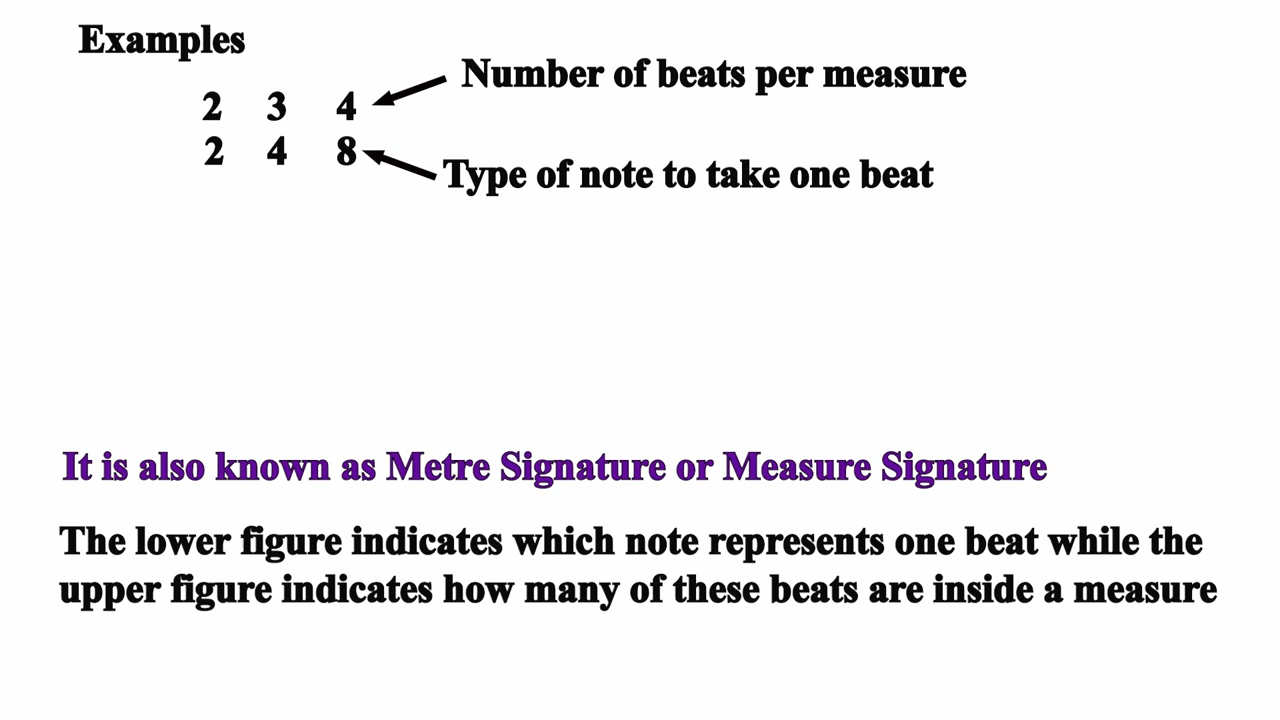 Examples
Number of beats per measure
2 3 4
2 4 8
Type of note to take one beat
It is also known as Metre Signature or Measure Signature
The lower figure indicates which note represents one beat while the
upper figure indicates how many of these beats are inside a measure